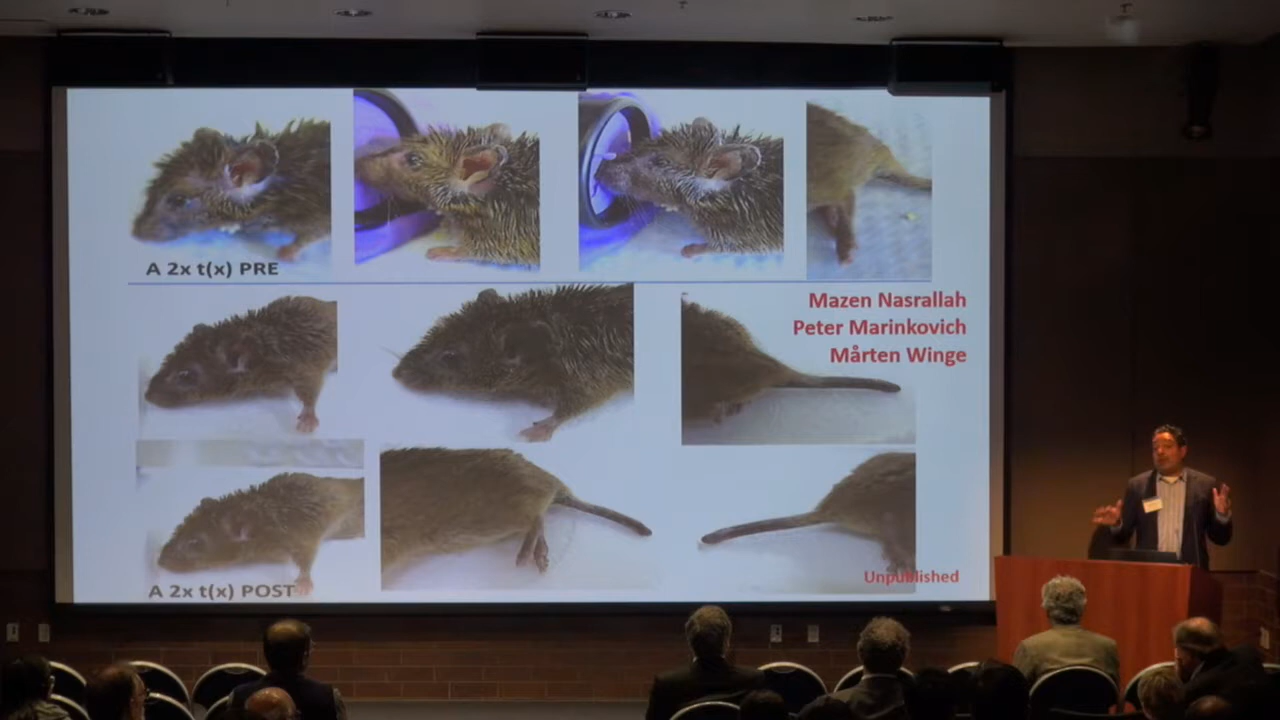 A 2x t(x) PRE
Mazen Nasrallah
Peter Marinkovich
Mårten Winge
A 2x t(x) POST
Unpublished